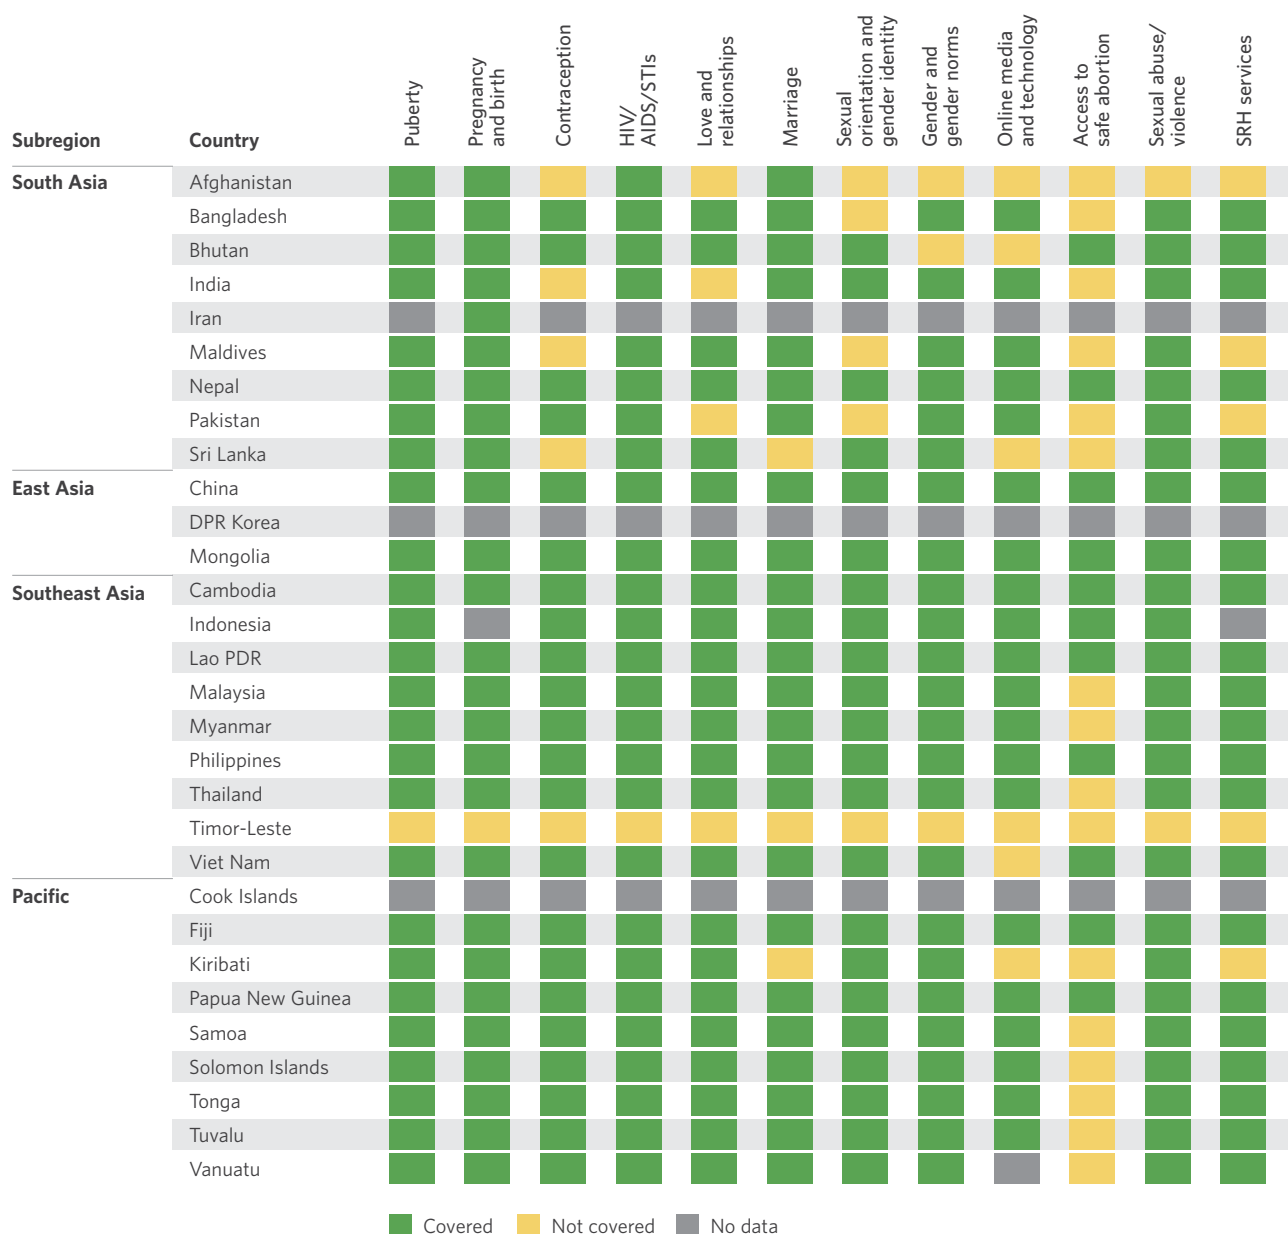 Subregion
Country
Puberty
Pregnancy
and birth
Contraception
HIV/
AIDS/STIs
Love and
relationships
Marriage
Sexual
orientation and
gender identity
Gender and
gender norms
Online media
and technology
Access to
safe abortion
Sexual abuse/
violence
SRH services
South Asia
Afghanistan
Bangladesh
Bhutan
India
Iran
Maldives
Nepal
Pakistan
Sri Lanka
East Asia
China
DPR Korea
Mongolia
Southeast Asia
Cambodia
Indonesia
Lao PDR
Malaysia
Myanmar
Philippines
Thailand
Timor-Leste
Viet Nam
Pacific
Cook Islands
Fiji
Kiribati
Papua New Guinea
Samoa
Solomon Islands
Tonga
Tuvalu
Vanuatu
Covered
Not covered
No data